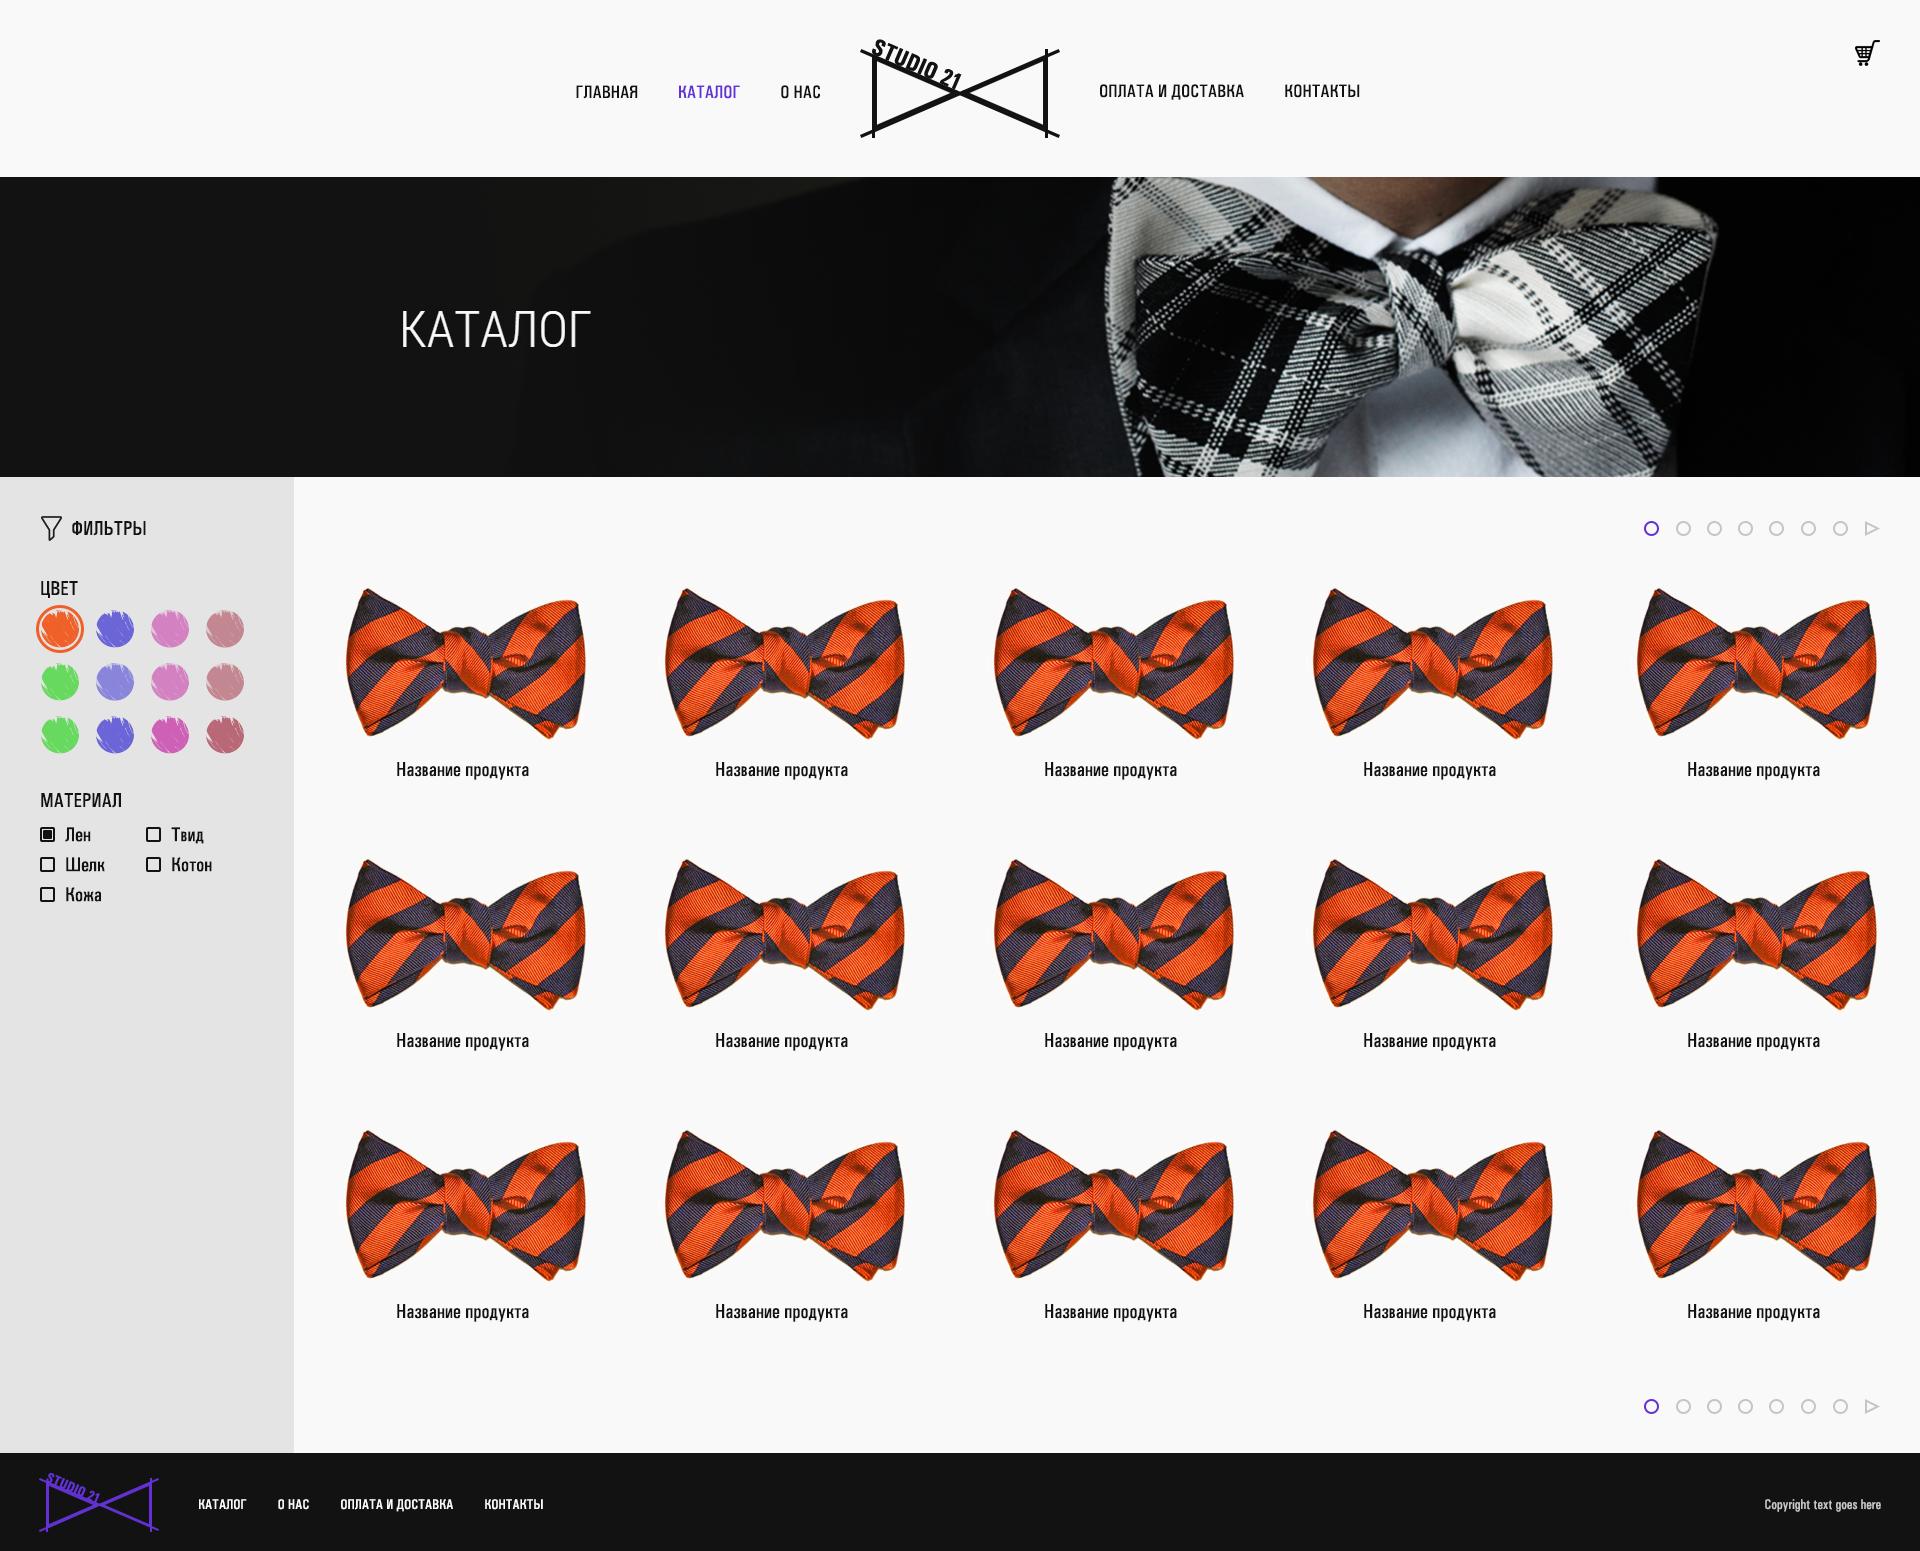 ГЛАВНАЯ КАТАЛОГ О НАС STUDIO 21 ОПЛАТА И ДОСТАВКА КОНТАКТЫ
КАТАЛОГ
ФИЛЬТРЫ
ЦВЕТ
МАТЕРИАЛ
Лен Твид
Шелк Котон
Кожа
Название продукта Название продукта Название продукта Название продукта Название продукта
Название продукта Название продукта Название продукта Название продукта Название продукта
Название продукта Название продукта Название продукта Название продукта Название продукта
STUDIO 21 КАТАЛОГ О НАС ОПЛАТА И ДОСТАВКА КОНТАКТЫ Copyright text goes here